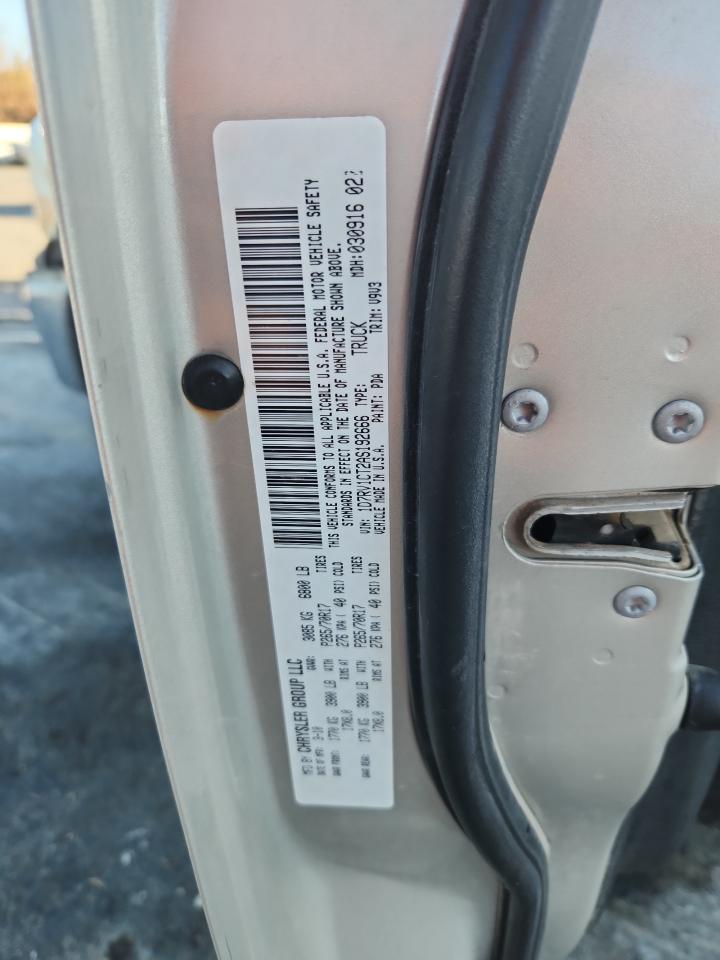 MFD BY CHRYSLER GROUP LLC
DATE OF MFR 3-10 GVWR: 3085 KG 6800 LB
GAWR FRONT: 1770 KG 3900 LB WITH P265/70R17 TIRES
17X8.0 RIMS AT 276 KPA ( 40 PSI) COLD
GAWR REAR: 1770 KG 3900 LB WITH P265/70R17 TIRES
17X8.0 RIMS AT 276 KPA ( 40 PSI) COLD
THIS VEHICLE CONFORMS TO ALL APPLICABLE U.S.A. FEDERAL MOTOR VEHICLE SAFETY
STANDARDS IN EFFECT ON THE DATE OF MANUFACTURE SHOWN ABOVE.
VIN: 1D7RV1CT2AS192666 TYPE: TRUCK MDH:030916
VEHICLE MADE IN U.S.A. PAINT: PDA TRIM: V9V3